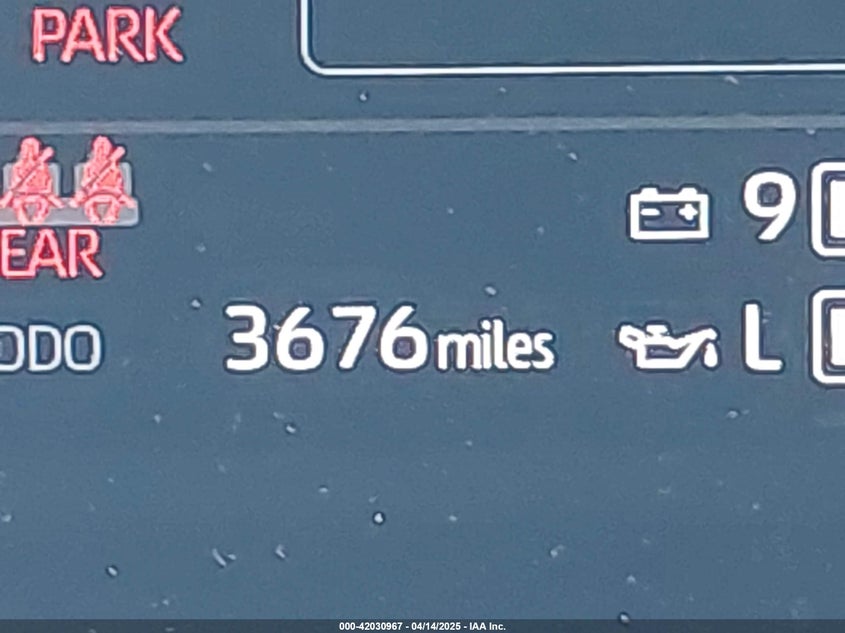 PARK
EAR
9
ODO 3676 miles
L
000-42030967 - 04/14/2025 - IAA Inc.